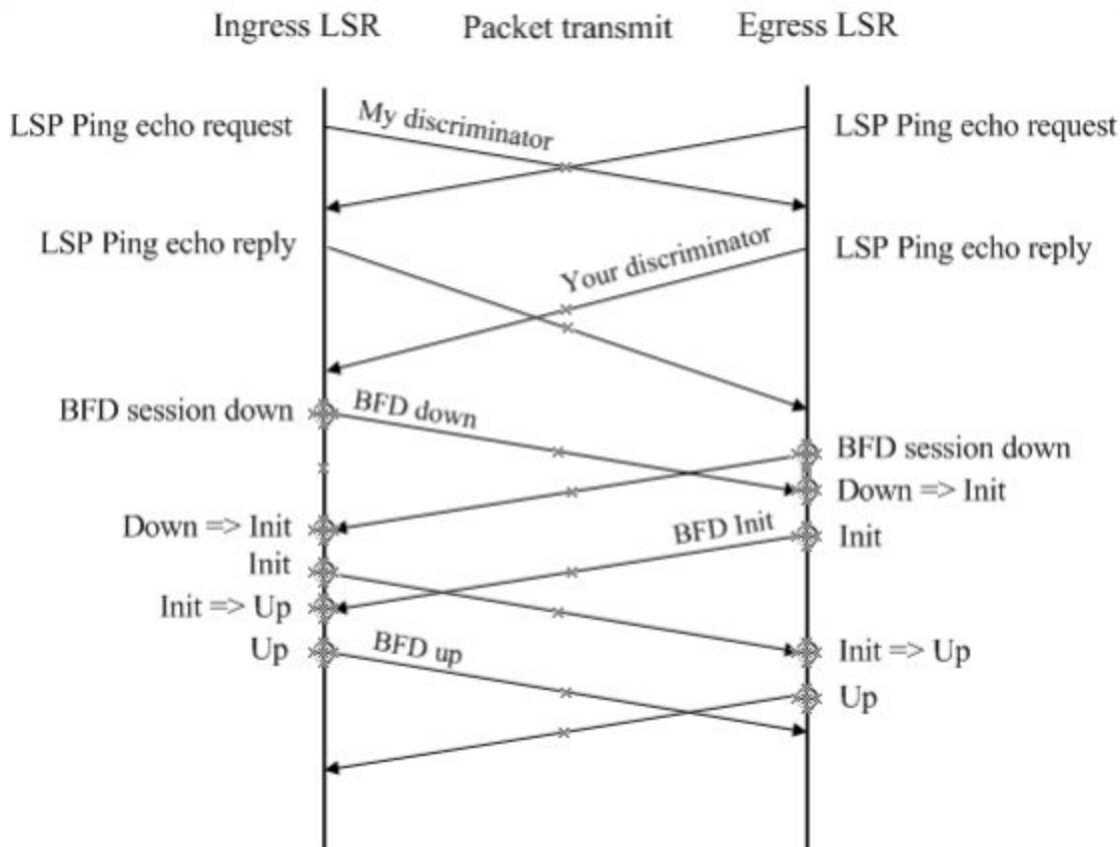 Ingress LSR Packet transmit Egress LSR
LSP Ping echo request My discriminator LSP Ping echo request
LSP Ping echo reply Your discriminator LSP Ping echo reply
BFD session down BFD down
BFD session down
Down => Init
Down => Init BFD Init Init
Init
Init => Up
Up BFD up Init => Up
Up